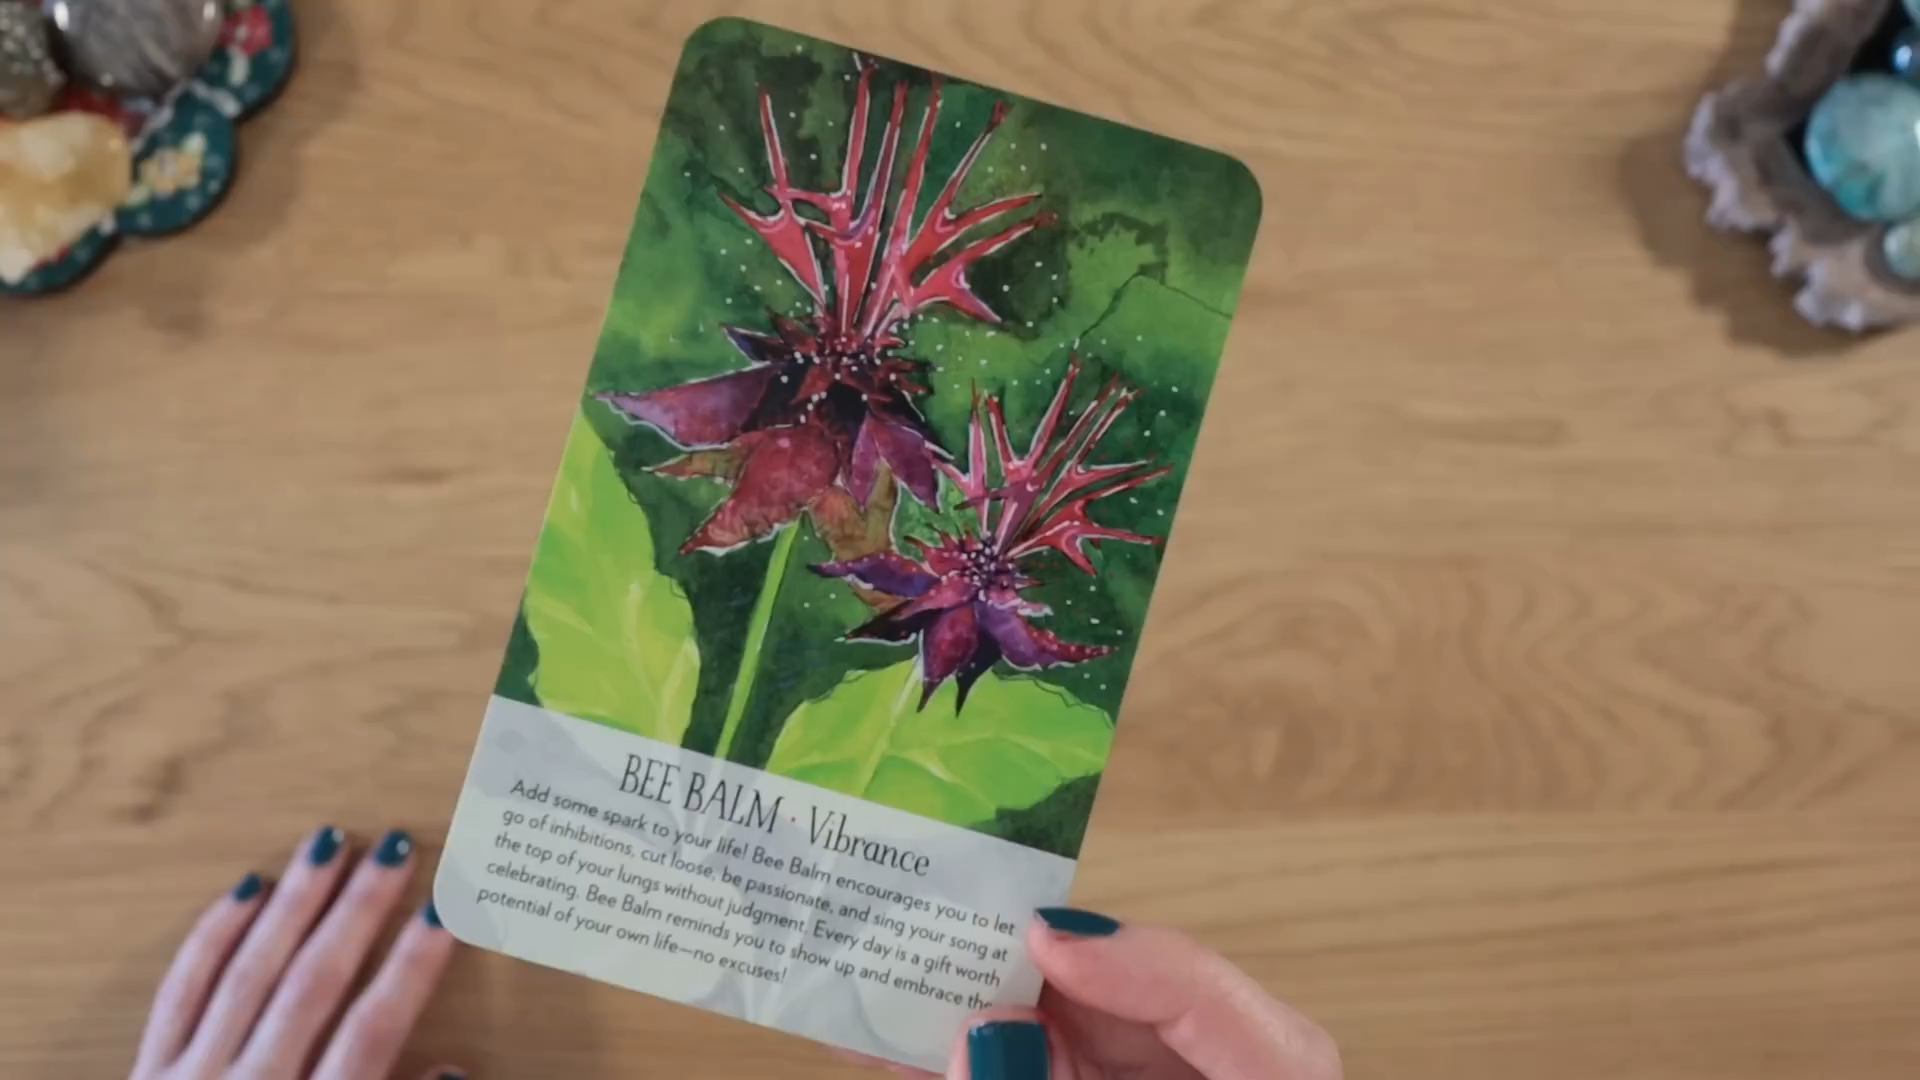 BEE BALM · Vibrance
Add some spark to your life! Bee Balm encourages you to let
go of inhibitions, cut loose, be passionate, and sing your song at
the top of your lungs without judgment. Every day is a gift worth
celebrating. Bee Balm reminds you to show up and embrace the
potential of your own life—no excuses!